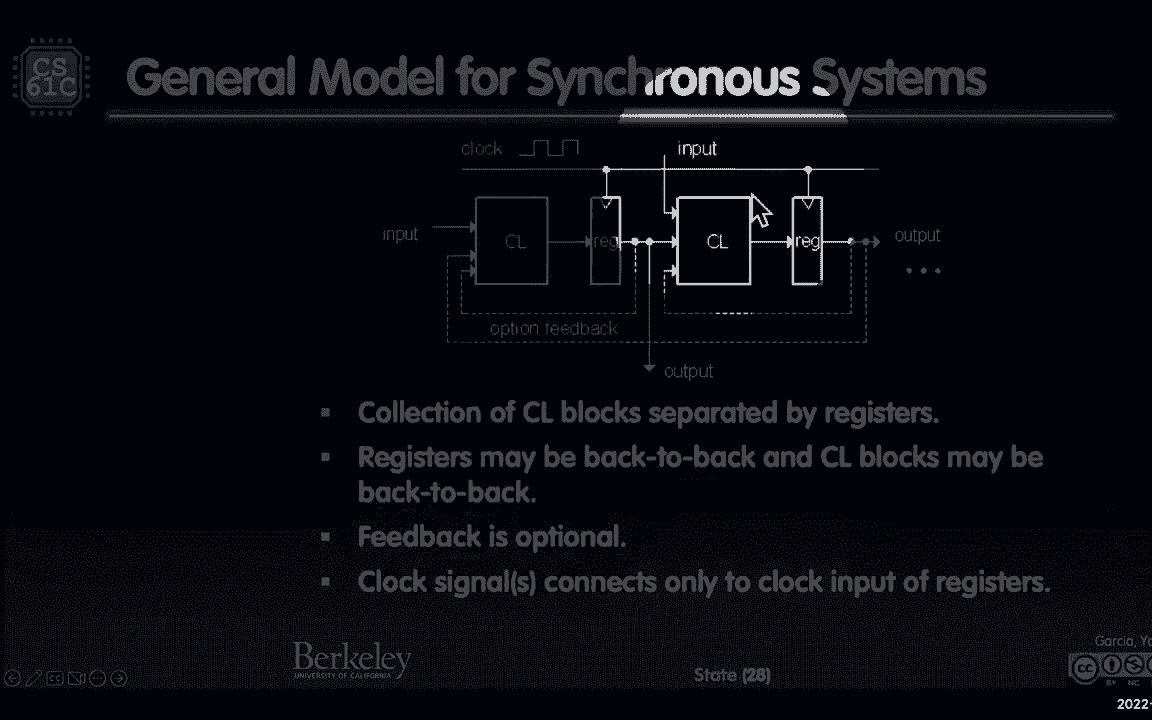 CS
61C
General Model for Synchronous Systems
clock
input
input
CL
reg
CL
reg
output
option feedback
output
Collection of CL blocks separated by registers.
Registers may be back-to-back and CL blocks may be
back-to-back.
Feedback is optional.
Clock signal(s) connects only to clock input of registers.
Berkeley
UNIVERSITY OF CALIFORNIA
State (28)
Garcia,
BY NC
2022-